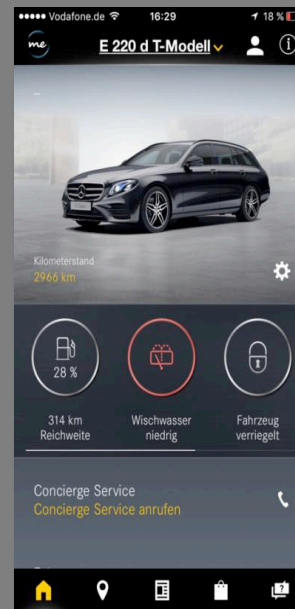 Vodafone.de 16:29 18 %
me E 220 d T-Modell
Kilometerstand
2966 km
28 %
314 km
Reichweite
Wischwasser
niedrig
Fahrzeug
verriegelt
Concierge Service
Concierge Service anrufen